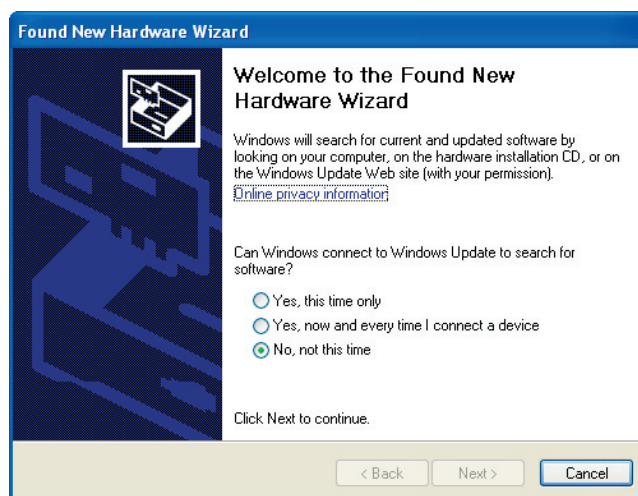 Found New Hardware Wizard
Welcome to the Found New
Hardware Wizard
Windows will search for current and updated software by
looking on your computer, on the hardware installation CD, or on
the Windows Update Web site (with your permission).
Online privacy information
Can Windows connect to Windows Update to search for
software?
Yes, this time only
Yes, now and every time I connect a device
No, not this time
Click Next to continue.
< Back Next > Cancel